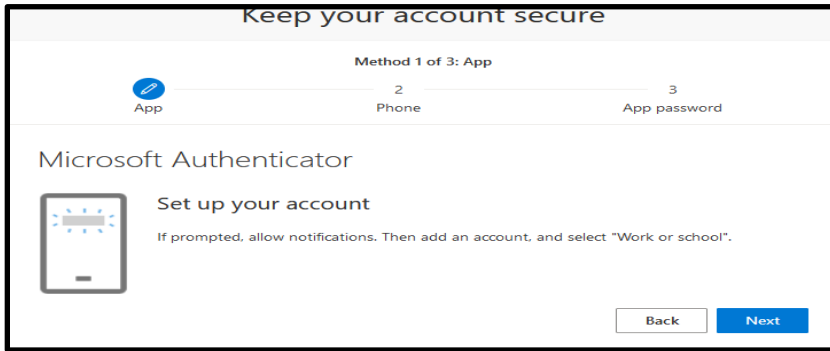 Keep your account secure
Method 1 of 3: App
2
3
App
Phone
App password
Microsoft Authenticator
Set up your account
If prompted, allow notifications. Then add an account, and select "Work or school".
Back
Next